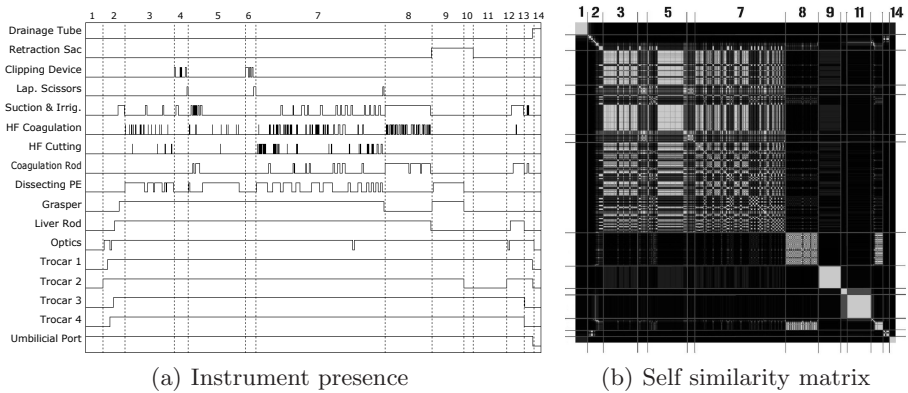 1 2 3 4 5 6 7 8 9 10 11 12 13 14
Drainage Tube
Retraction Sac
Clipping Device
Lap. Scissors
Suction & Irrig.
HF Coagulation
HF Cutting
Coagulation Rod
Dissecting PE
Grasper
Liver Rod
Optics
Trocar 1
Trocar 2
Trocar 3
Trocar 4
Umbilicial Port
(a) Instrument presence
1 2 3 5 7 8 9 11 14
(b) Self similarity matrix